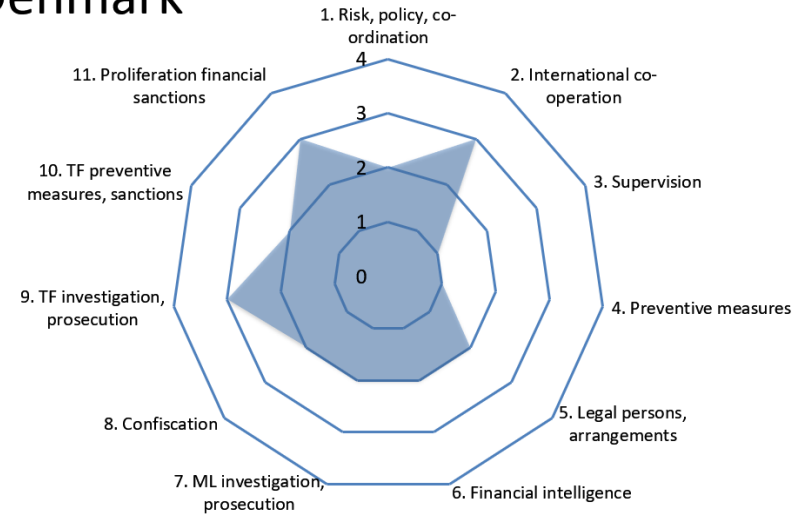 1. Risk, policy, co-
ordination
2. International co-
operation
3. Supervision
4. Preventive measures
5. Legal persons,
arrangements
6. Financial intelligence
7. ML investigation,
prosecution
8. Confiscation
9. TF investigation,
prosecution
10. TF preventive
measures, sanctions
11. Proliferation financial
sanctions
4
3
2
1
0